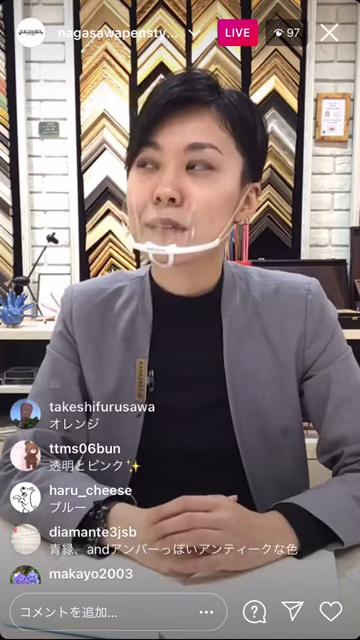 nagasawapensty...
LIVE
97
takeshifurusawa
オレンジ
ttms06bun
透明とピンク✨
haru_cheese
ブルー
diamante3jsb
青緑、andアンバーっぽいアンティークな色
makayo2003
コメントを追加...